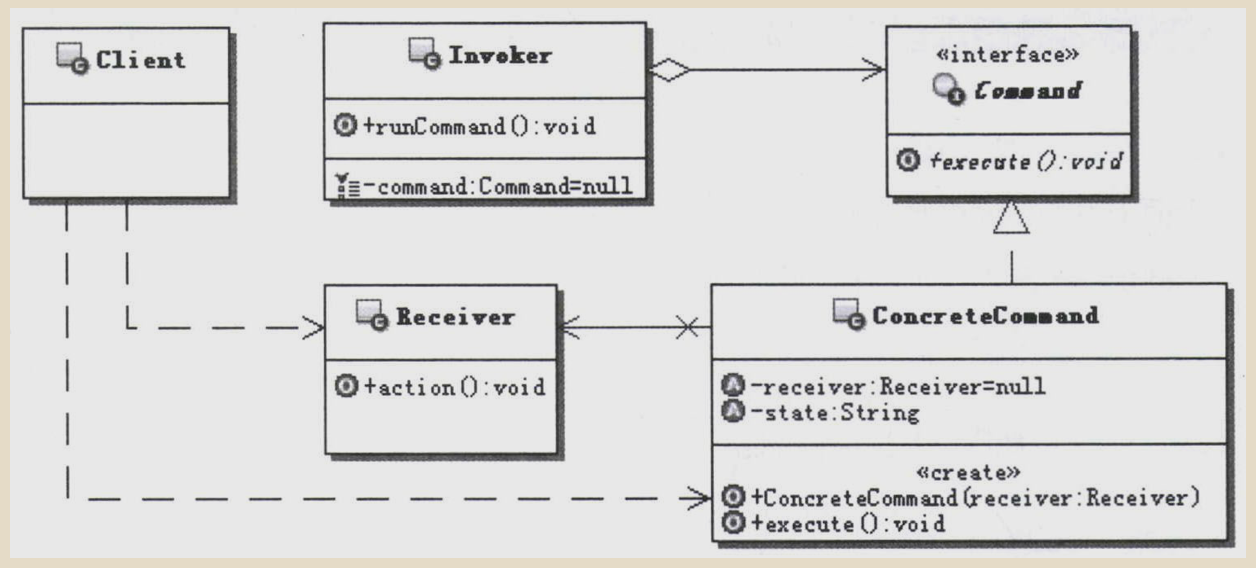 Client
Invoker
+runCommand():void
-command:Command=null
«interface»
Command
+execute():void
Receiver
+action():void
ConcreteCommand
-receiver:Receiver=null
-state:String
«create»
+ConcreteCommand(receiver:Receiver)
+execute():void